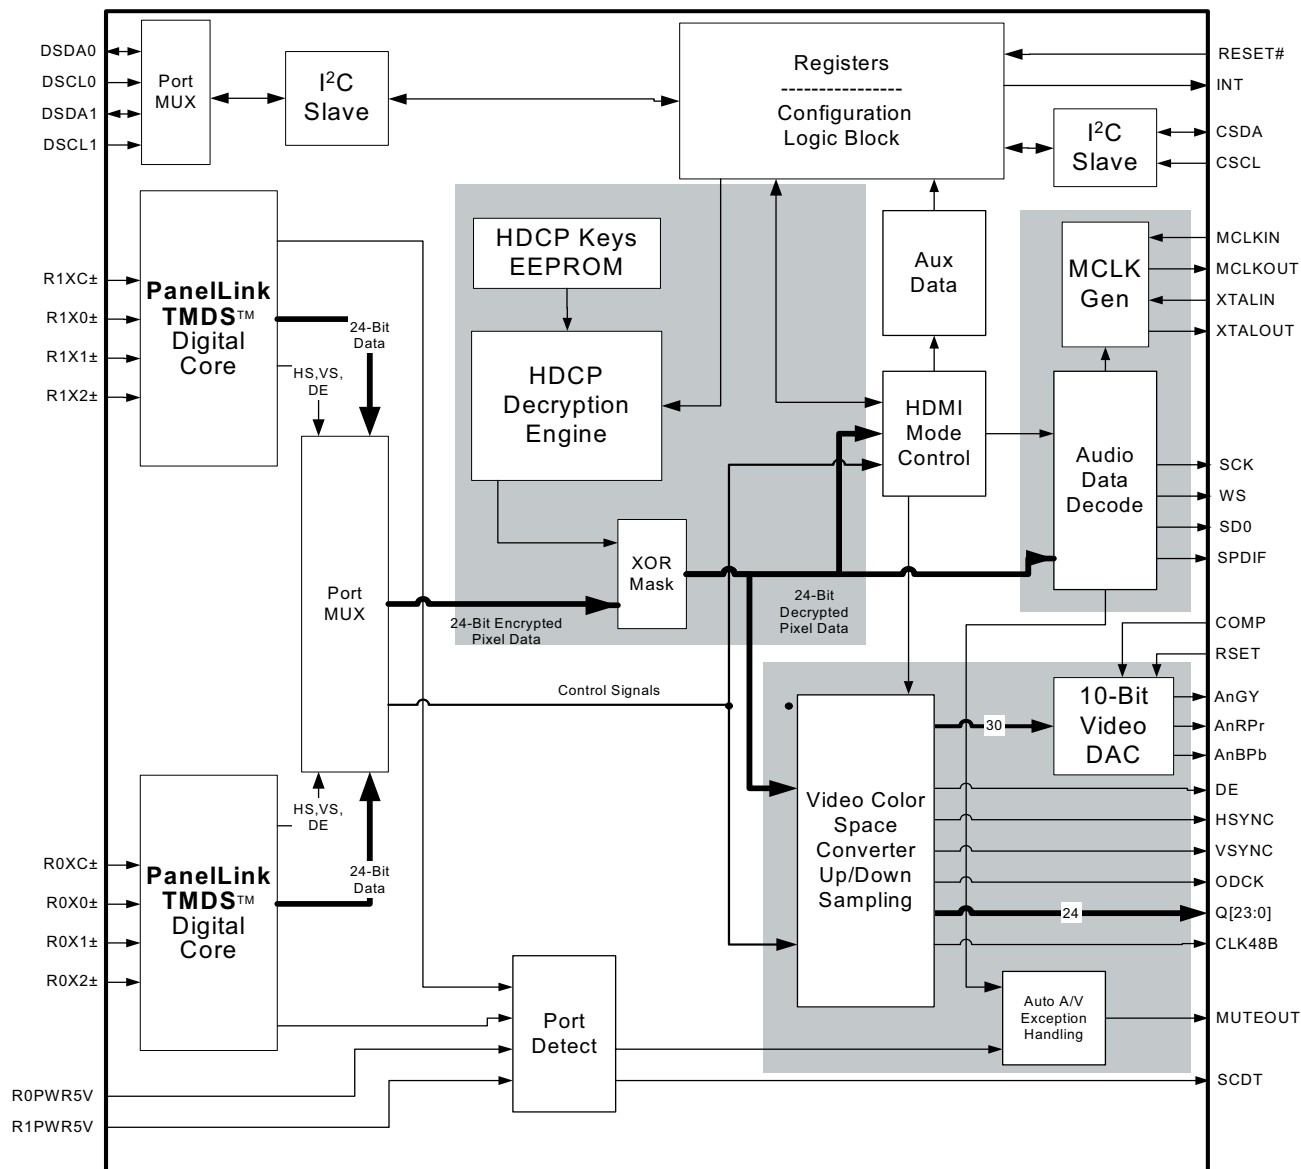 DSDA0
DSCL0
DSDA1
DSCL1
Port
MUX
I²C
Slave
Registers
----------------
Configuration
Logic Block
RESET#
INT
I²C
Slave
CSDA
CSCL
R1XC±
R1X0±
R1X1±
R1X2±
PanelLink
TMDS™
Digital
Core
24-Bit
Data
HS,VS,
DE
HDCP Keys
EEPROM
HDCP
Decryption
Engine
XOR
Mask
Aux
Data
HDMI
Mode
Control
MCLK
Gen
MCLKIN
MCLKOUT
XTALIN
XTALOUT
Audio
Data
Decode
SCK
WS
SD0
SPDIF
Port
MUX
24-Bit Encrypted
Pixel Data
24-Bit
Decrypted
Pixel Data
Control Signals
COMP
RSET
10-Bit
Video
DAC
30
AnGY
AnRPr
AnBPb
Video Color
Space
Converter
Up/Down
Sampling
DE
HSYNC
VSYNC
ODCK
Q[23:0]
24
CLK48B
HS,VS,
DE
24-Bit
Data
R0XC±
R0X0±
R0X1±
R0X2±
PanelLink
TMDS™
Digital
Core
Port
Detect
Auto A/V
Exception
Handling
MUTEOUT
SCDT
R0PWR5V
R1PWR5V